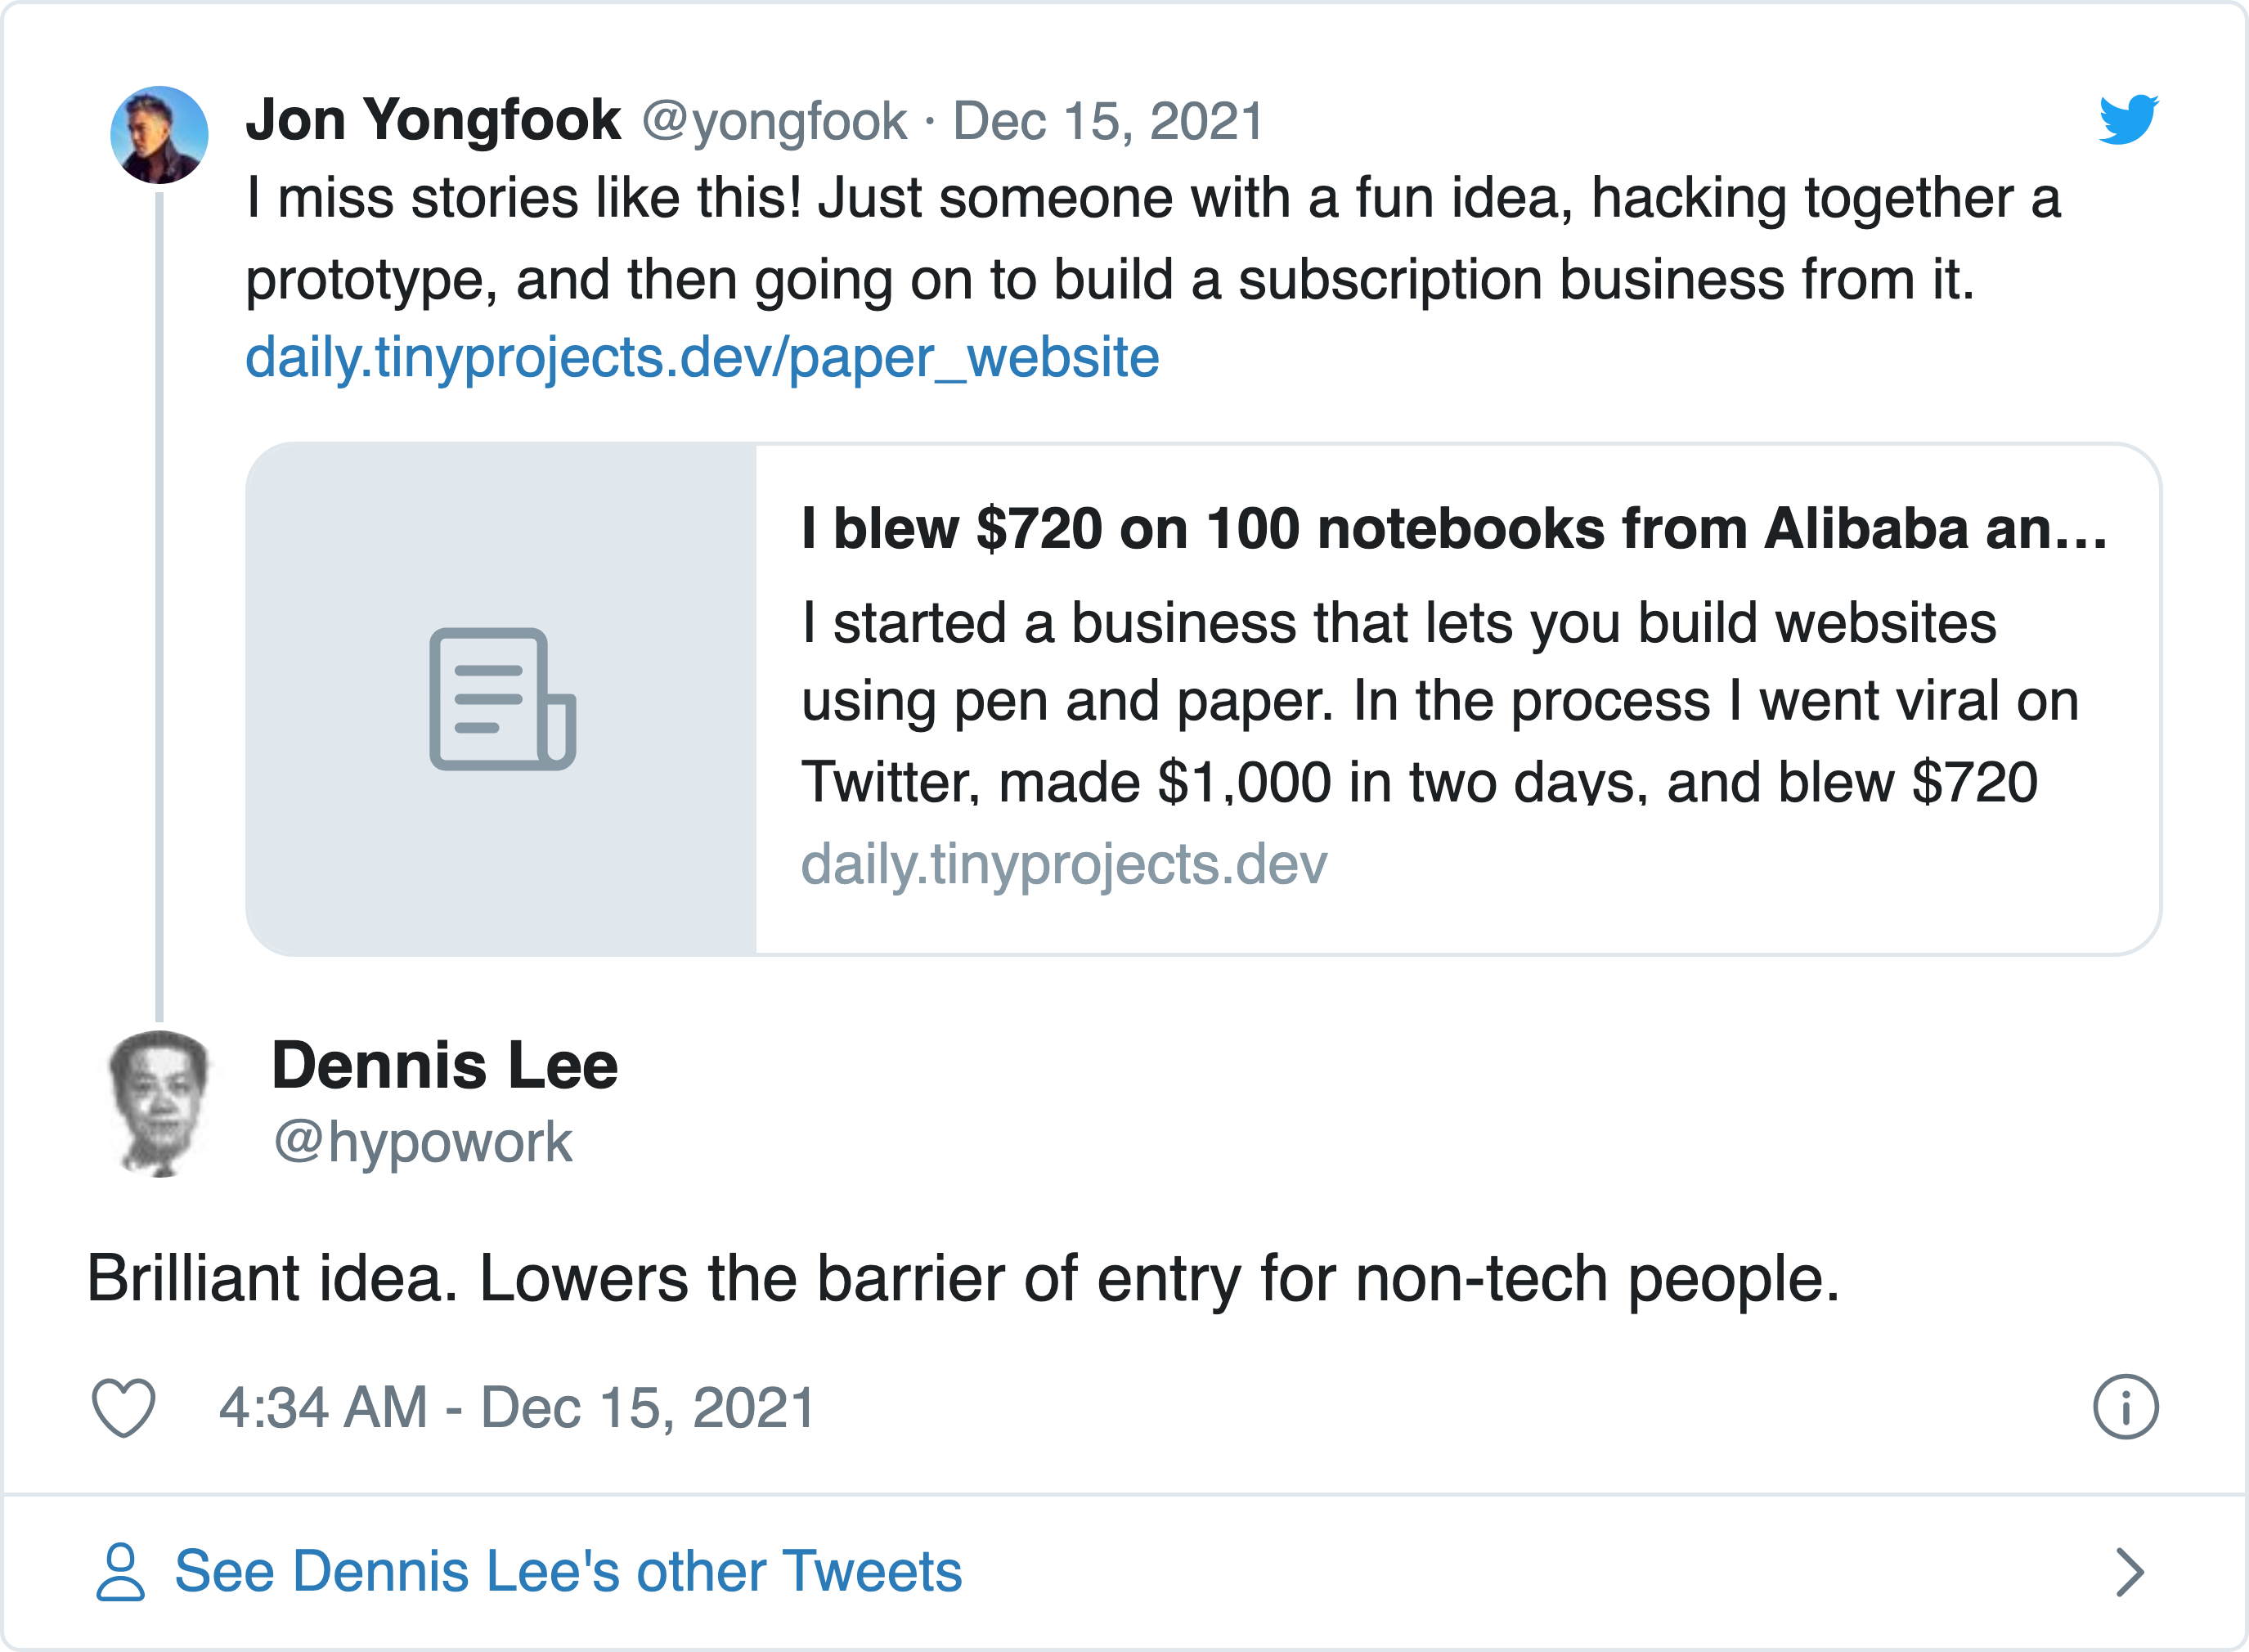 Jon Yongfook @yongfook · Dec 15, 2021
I miss stories like this! Just someone with a fun idea, hacking together a
prototype, and then going on to build a subscription business from it.
daily.tinyprojects.dev/paper_website
I blew $720 on 100 notebooks from Alibaba an...
I started a business that lets you build websites
using pen and paper. In the process I went viral on
Twitter, made $1,000 in two days, and blew $720
daily.tinyprojects.dev
Dennis Lee
@hypowork
Brilliant idea. Lowers the barrier of entry for non-tech people.
4:34 AM - Dec 15, 2021
See Dennis Lee's other Tweets